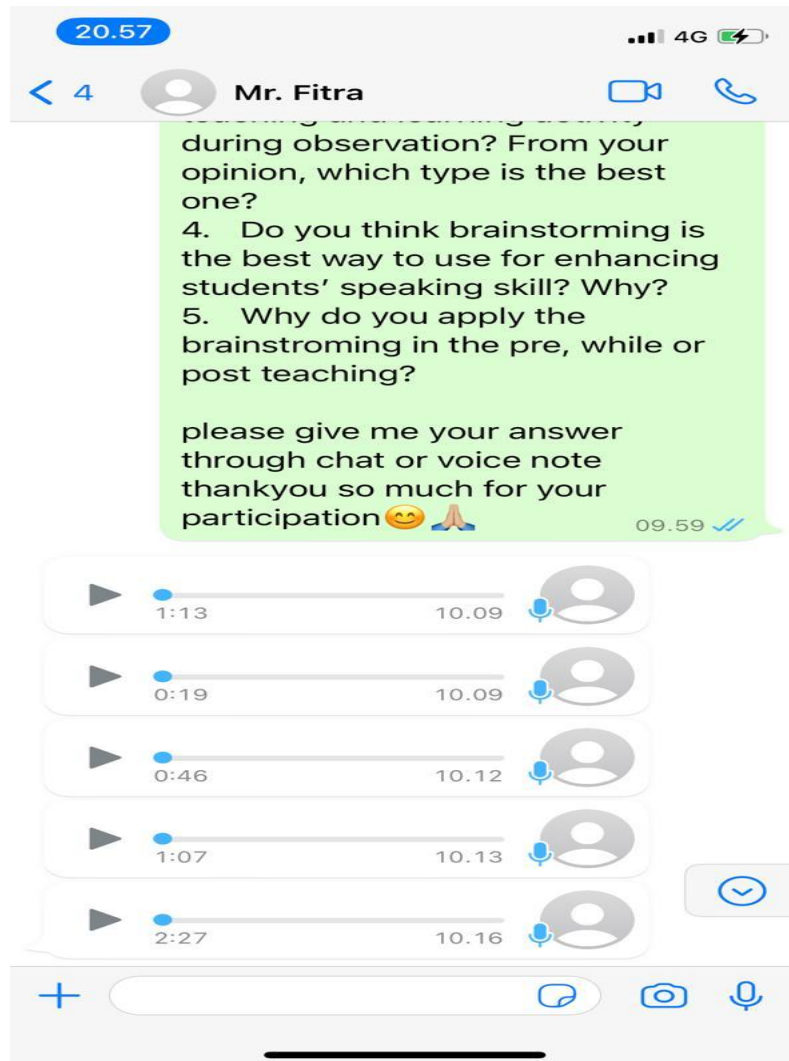 20.57
4G
4 Mr. Fitra
teaching and learning activity
during observation? From your
opinion, which type is the best
one?
4. Do you think brainstorming is
the best way to use for enhancing
students' speaking skill? Why?
5. Why do you apply the
brainstroming in the pre, while or
post teaching?
please give me your answer
through chat or voice note
thankyou so much for your
participation😊🙏🏼
09.59
1:13 10.09
0:19 10.09
0:46 10.12
1:07 10.13
2:27 10.16